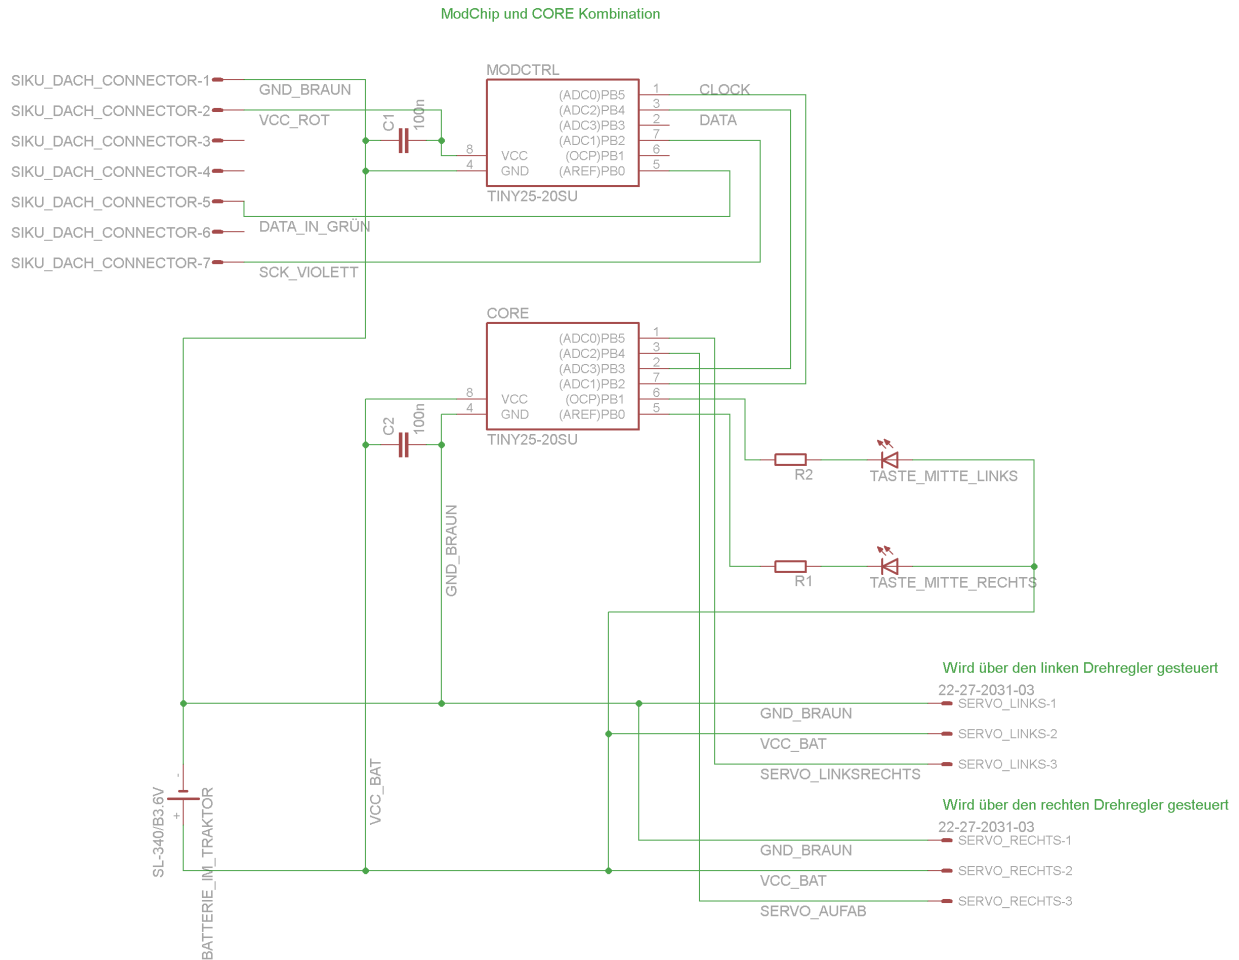 ModChip und CORE Kombination
SIKU_DACH_CONNECTOR-1
GND_BRAUN
SIKU_DACH_CONNECTOR-2
VCC_ROT
SIKU_DACH_CONNECTOR-3
SIKU_DACH_CONNECTOR-4
SIKU_DACH_CONNECTOR-5
DATA_IN_GRÜN
SIKU_DACH_CONNECTOR-6
SIKU_DACH_CONNECTOR-7
SCK_VIOLETT
C1
100n
MODCTRL
(ADC0)PB5 1
(ADC2)PB4 3
(ADC3)PB3 2
(ADC1)PB2 7
8 VCC (OCP)PB1 6
4 GND (AREF)PB0 5
TINY25-20SU
CLOCK
DATA
CORE
(ADC0)PB5 1
(ADC2)PB4 3
(ADC3)PB3 2
(ADC1)PB2 7
8 VCC (OCP)PB1 6
4 GND (AREF)PB0 5
TINY25-20SU
C2
100n
GND_BRAUN
VCC_BAT
R2
TASTE_MITTE_LINKS
R1
TASTE_MITTE_RECHTS
Wird über den linken Drehregler gesteuert
22-27-2031-03
SERVO_LINKS-1
GND_BRAUN
SERVO_LINKS-2
VCC_BAT
SERVO_LINKS-3
SERVO_LINKSRECHTS
Wird über den rechten Drehregler gesteuert
22-27-2031-03
SERVO_RECHTS-1
GND_BRAUN
SERVO_RECHTS-2
VCC_BAT
SERVO_RECHTS-3
SERVO_AUFAB
SL-340/B3.6V
-
+
BATTERIE_IM_TRAKTOR